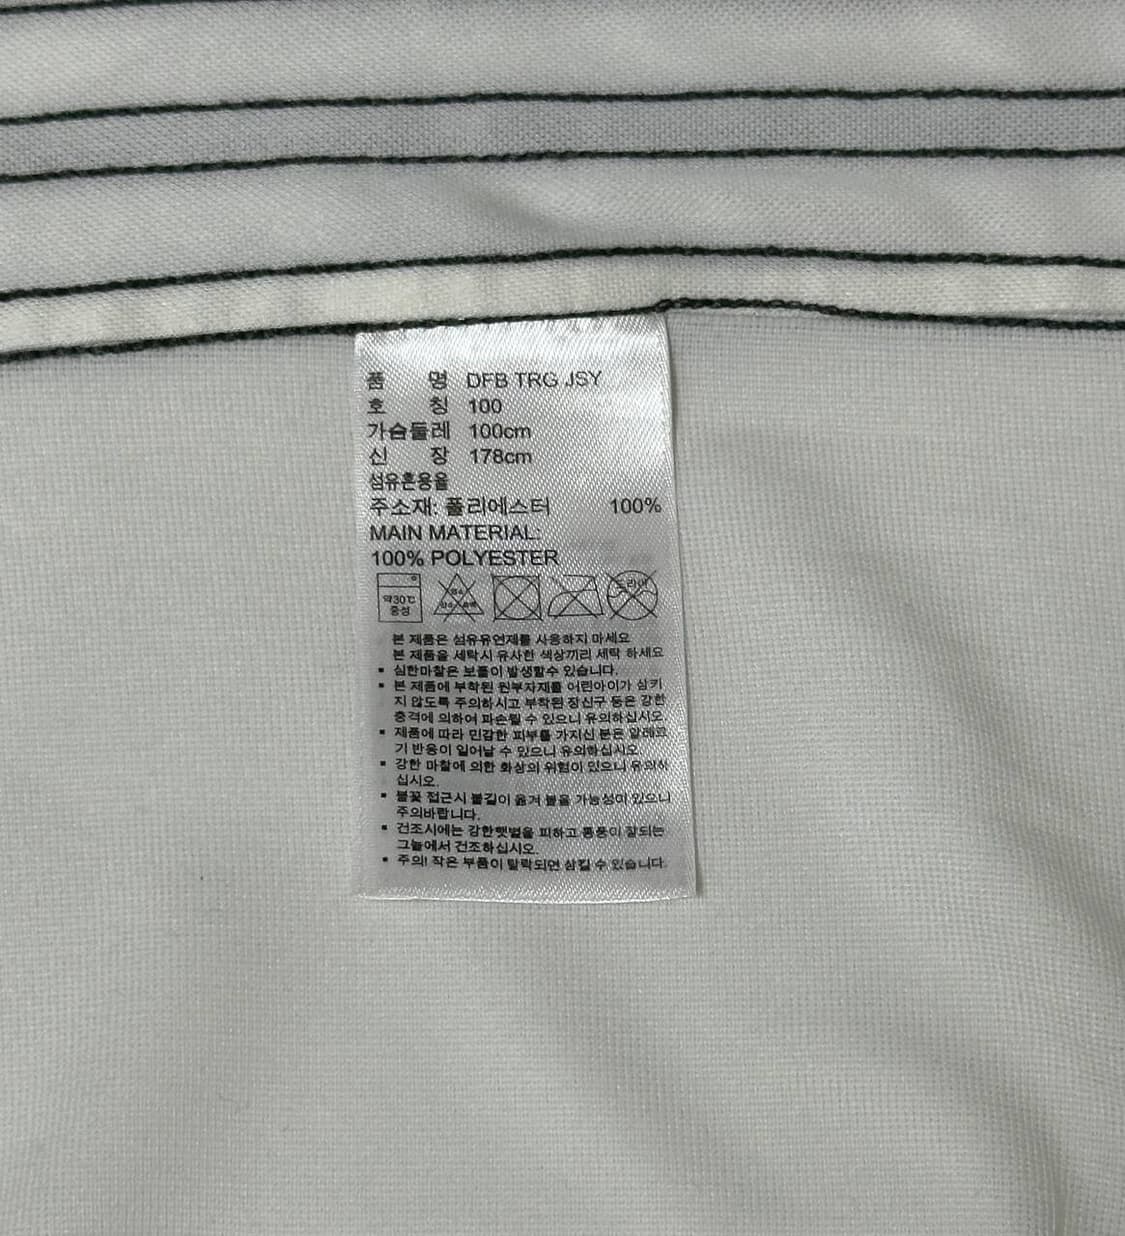 품 명 DFB TRG JSY
호 칭 100
가슴둘레 100cm
신 장 178cm
섬유혼용율
주소재: 폴리에스터 100%
MAIN MATERIAL:
100% POLYESTER
약30℃
중성
드라이
본 제품은 섬유유연제를 사용하지 마세요
본 제품을 세탁시 유사한 색상끼리 세탁 하세요
▪ 심한마찰은 보풀이 발생할수 있습니다.
▪ 본 제품에 부착된 원부자재를 어린아이가 삼키
지 않도록 주의하시고 부착된 장신구 등은 강한
충격에 의하여 파손될 수 있으니 유의하십시오.
▪ 제품에 따라 민감한 피부를 가지신 분은 알레르
기 반응이 일어날 수 있으니 유의하십시오
▪ 강한 마찰에 의한 화상의 위험이 있으니 유의하
십시오.
▪ 불꽃 접근시 불길이 옮겨 붙을 가능성이 있으니
주의바랍니다.
▪ 건조시에는 강한햇볕을 피하고 통풍이 잘되는
그늘에서 건조하십시오.
▪ 주의! 작은 부품이 탈락되면 삼킬 수 있습니다.